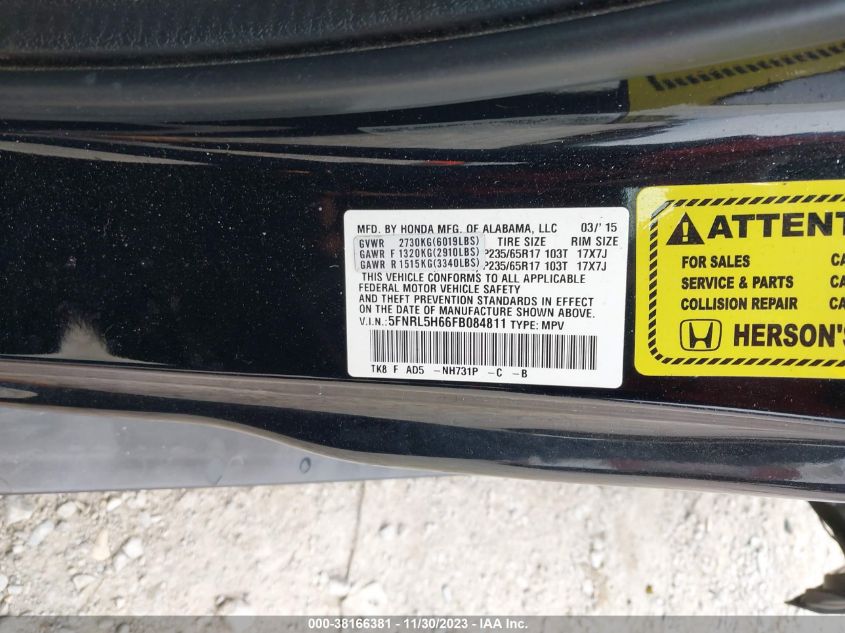 MFD. BY HONDA MFG. OF ALABAMA, LLC 03/'15
GVWR 2730KG(6019LBS) TIRE SIZE RIM SIZE
GAWR F 1320KG(2910LBS) P235/65R17 103T 17X7J
GAWR R 1515KG(3340LBS) P235/65R17 103T 17X7J
THIS VEHICLE CONFORMS TO ALL APPLICABLE
FEDERAL MOTOR VEHICLE SAFETY
AND THEFT PREVENTION STANDARDS IN EFFECT
ON THE DATE OF MANUFACTURE SHOWN ABOVE.
V.I.N.: 5FNRL5H66FB084811 TYPE: MPV
TK8 F AD5 -NH731P -C -B
ATTENT
FOR SALES CA
SERVICE & PARTS CA
COLLISION REPAIR CA
HERSON'S
000-38166381 - 11/30/2023 - IAA Inc.